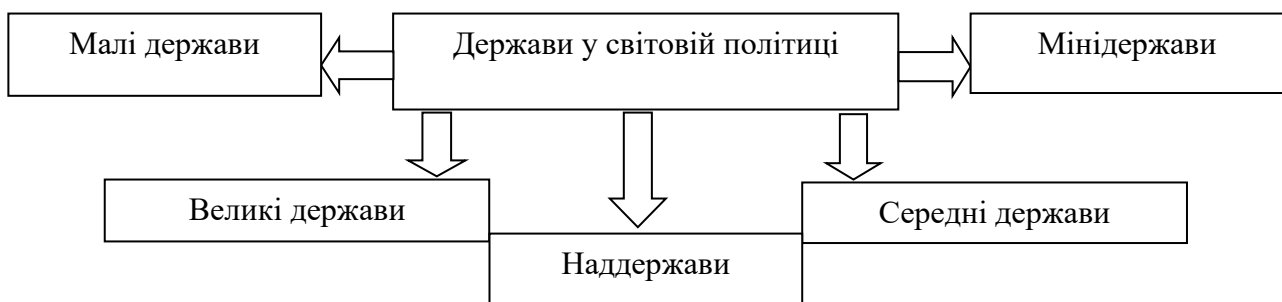 Малі держави
Держави у світовій політиці
Мінідержави
Великі держави
Середні держави
Наддержави